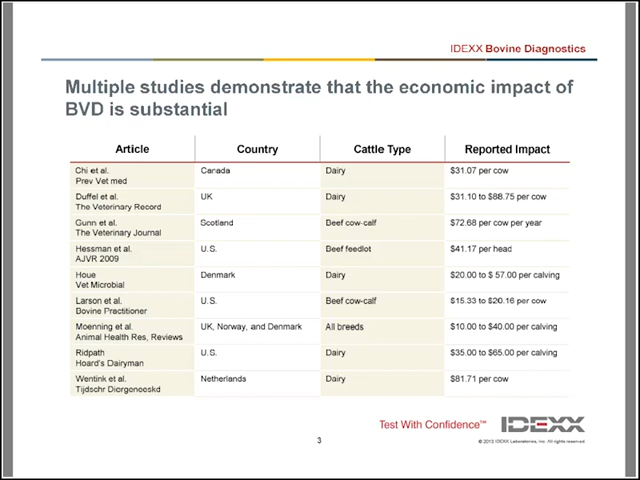 IDEXX Bovine Diagnostics
Multiple studies demonstrate that the economic impact of
BVD is substantial
Article Country Cattle Type Reported Impact
Chi et al. Canada Dairy $31.07 per cow
Prev Vet med
Duffel et al. UK Dairy $31.10 to $88.75 per cow
The Veterinary Record
Gunn et al. Scotland Beef cow-calf $72.68 per cow per year
The Veterinary Journal
Hessman et al. U.S. Beef feedlot $41.17 per head
AJVR 2009
Houe Denmark Dairy $20.00 to $ 57.00 per calving
Vet Microbial
Larson et al. U.S. Beef cow-calf $15.33 to $20.16 per cow
Bovine Practitioner
Moenning et al. UK, Norway, and Denmark All breeds $10.00 to $40.00 per calving
Animal Health Res, Reviews
Ridpath U.S. Dairy $35.00 to $65.00 per calving
Hoard's Dairyman
Wentink et al. Netherlands Dairy $81.71 per cow
Tijdschr
Test With Confidence™ IDEXX
3 © 2013 IDEXX Laboratories, Inc. All rights reserved.